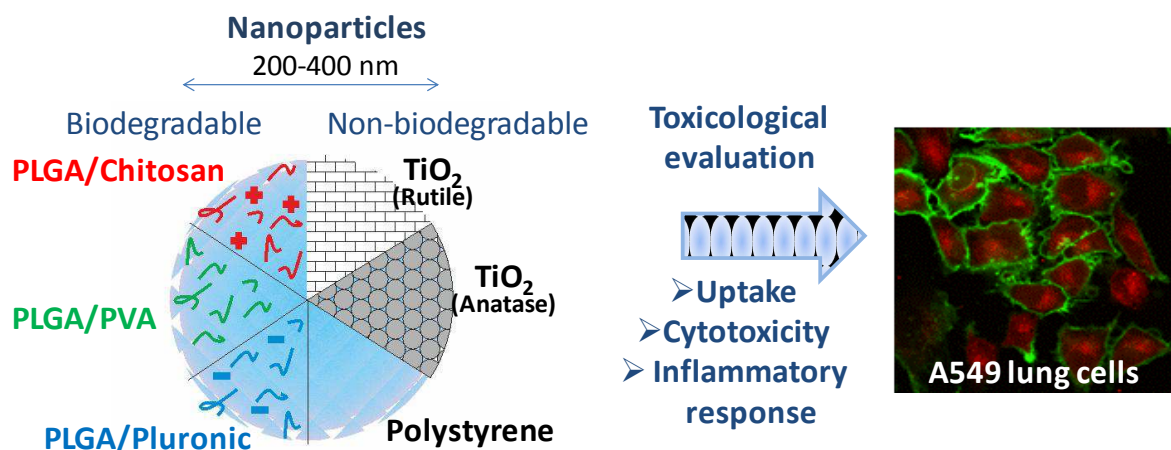 Nanoparticles
200-400 nm
Biodegradable
Non-biodegradable
PLGA/Chitosan
TiO₂
(Rutile)
TiO₂
(Anatase)
PLGA/PVA
PLGA/Pluronic
Polystyrene
Toxicological
evaluation
➢Uptake
➢Cytotoxicity
➢ Inflammatory
response
A549 lung cells